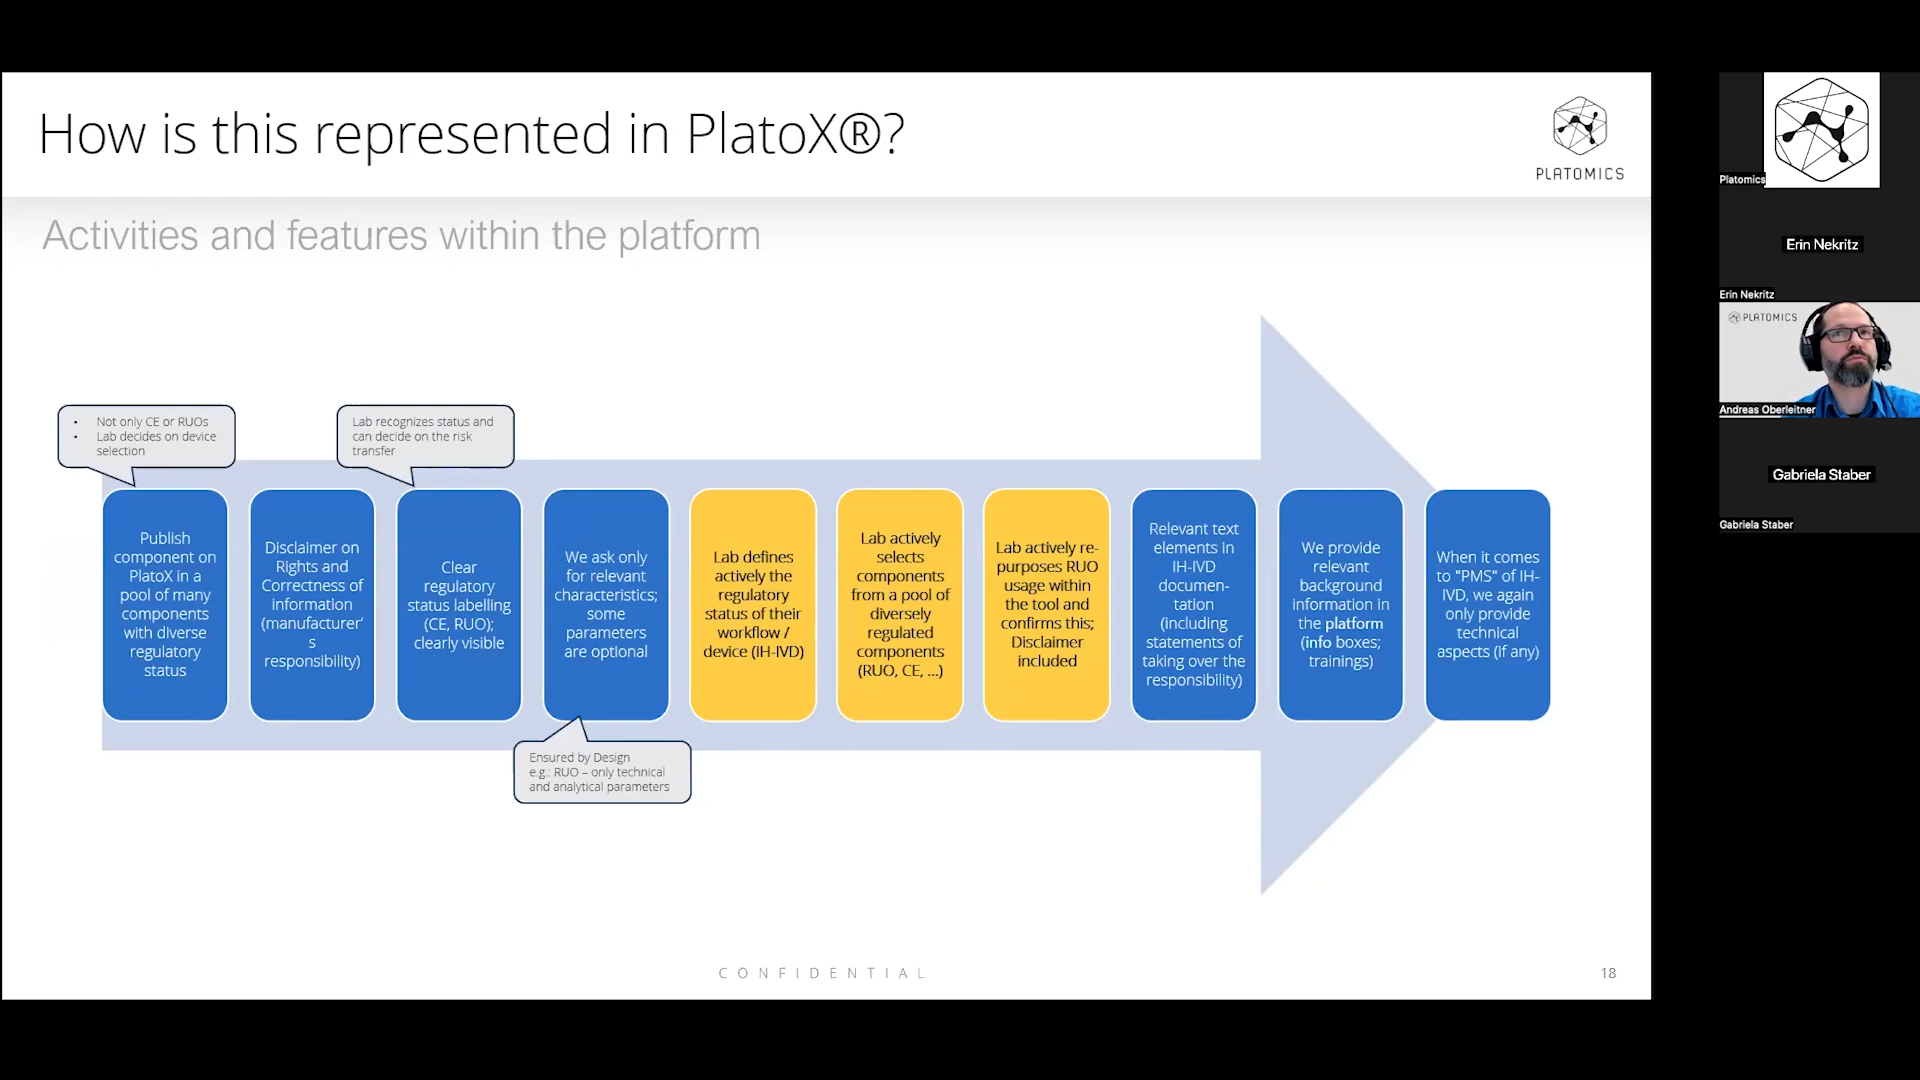 How is this represented in PlatoX®?
PLATOMICS
Activities and features within the platform
• Not only CE or RUOs
• Lab decides on device
selection
Lab recognizes status and
can decide on the risk
transfer
Publish
component on
PlatoX in a
pool of many
components
with diverse
regulatory
status
Disclaimer on
Rights and
Correctness of
information
(manufacturer's
responsibility)
Clear
regulatory
status labelling
(CE, RUO);
clearly visible
We ask only
for relevant
characteristics;
some
parameters
are optional
Lab defines
actively the
regulatory
status of their
workflow /
device (IH-IVD)
Lab actively
selects
components
from a pool of
diversely
regulated
components
(RUO, CE, ...)
Lab actively re-
purposes RUO
usage within
the tool and
confirms this;
Disclaimer
included
Relevant text
elements in
IH-IVD
documen-
tation
(including
statements of
taking over the
responsibility)
We provide
relevant
background
information in
the platform
(info boxes;
trainings)
When it comes
to "PMS" of IH-
IVD, we again
only provide
technical
aspects (if any)
Ensured by Design
e.g.: RUO – only technical
and analytical parameters
CONFIDENTIAL
18
Platomics
Erin Nekritz
Erin Nekritz
PLATOMICS
Andreas Oberleitner
Gabriela Staber
Gabriela Staber